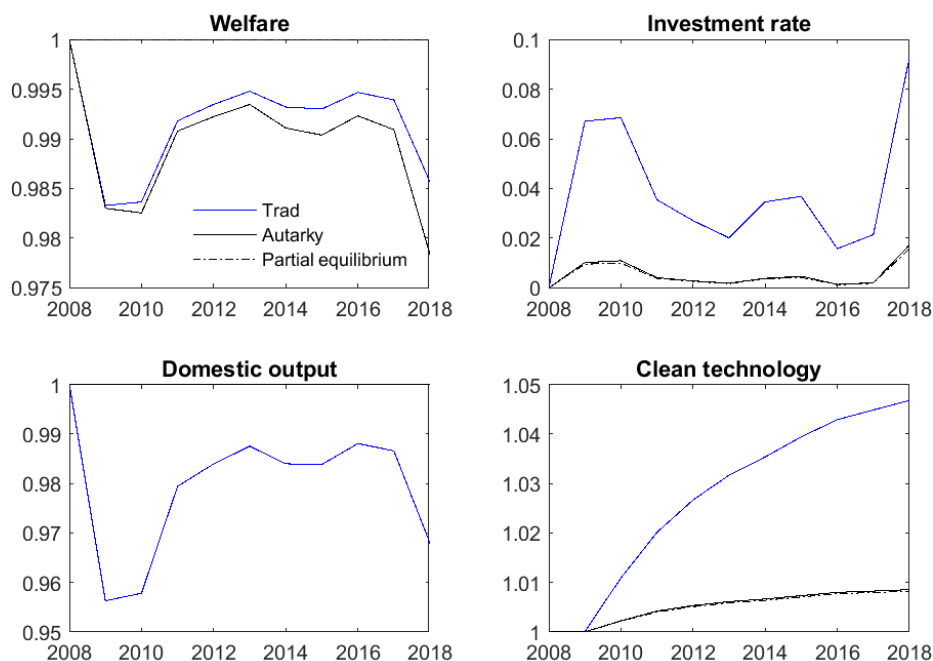 Welfare
1
0.995
0.99
0.985
0.98
0.975
2008 2010 2012 2014 2016 2018
Trad
Autarky
Partial equilibrium
Investment rate
0.1
0.08
0.06
0.04
0.02
0
2008 2010 2012 2014 2016 2018
Domestic output
1
0.99
0.98
0.97
0.96
0.95
2008 2010 2012 2014 2016 2018
Clean technology
1.05
1.04
1.03
1.02
1.01
1
2008 2010 2012 2014 2016 2018